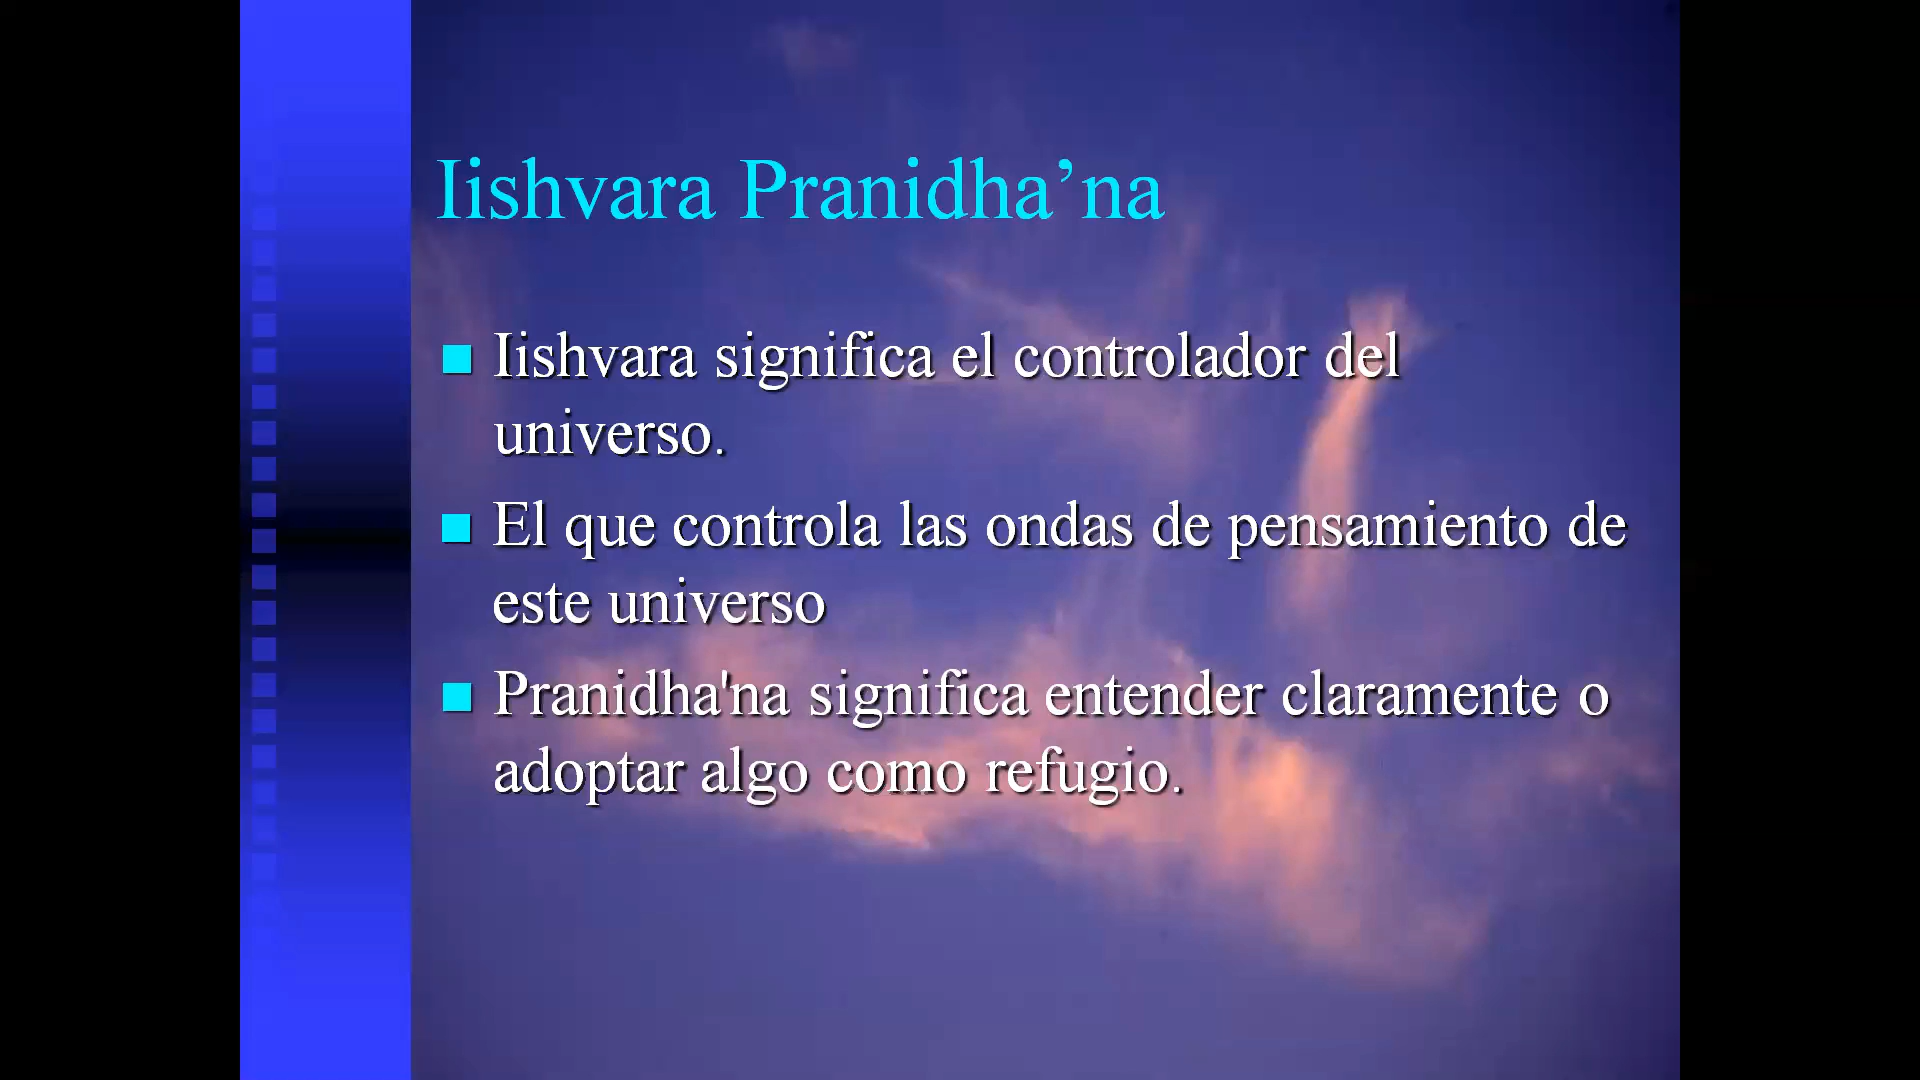 Iishvara Pranidha’na
Iishvara significa el controlador del
universo.
El que controla las ondas de pensamiento de
este universo
Pranidha'na significa entender claramente o
adoptar algo como refugio.